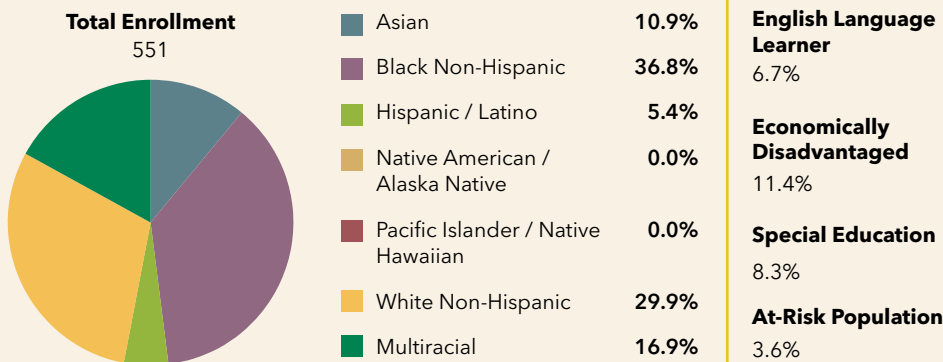 Total Enrollment
551
Asian 10.9%
Black Non-Hispanic 36.8%
Hispanic / Latino 5.4%
Native American / 0.0%
Alaska Native
Pacific Islander / Native 0.0%
Hawaiian
White Non-Hispanic 29.9%
Multiracial 16.9%
English Language
Learner
6.7%
Economically
Disadvantaged
11.4%
Special Education
8.3%
At-Risk Population
3.6%